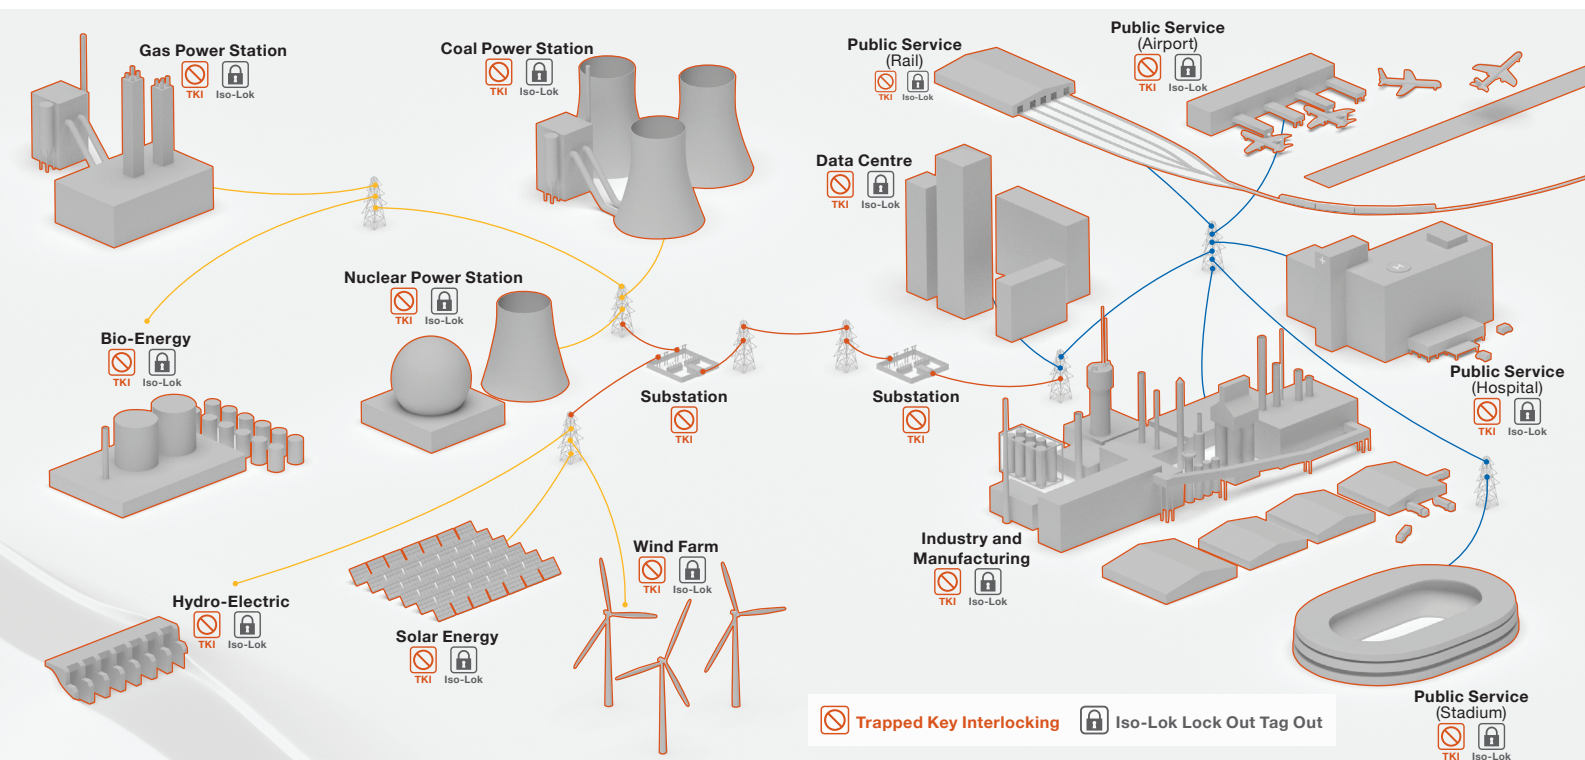 Gas Power Station
TKI Iso-Lok
Coal Power Station
TKI Iso-Lok
Public Service
(Rail)
TKI Iso-Lok
Public Service
(Airport)
TKI Iso-Lok
Data Centre
TKI Iso-Lok
Nuclear Power Station
TKI Iso-Lok
Bio-Energy
TKI Iso-Lok
Substation
TKI
Substation
TKI
Public Service
(Hospital)
TKI Iso-Lok
H
Hydro-Electric
TKI Iso-Lok
Solar Energy
TKI Iso-Lok
Wind Farm
TKI Iso-Lok
Industry and
Manufacturing
TKI Iso-Lok
Public Service
(Stadium)
TKI Iso-Lok
Trapped Key Interlocking Iso-Lok Lock Out Tag Out